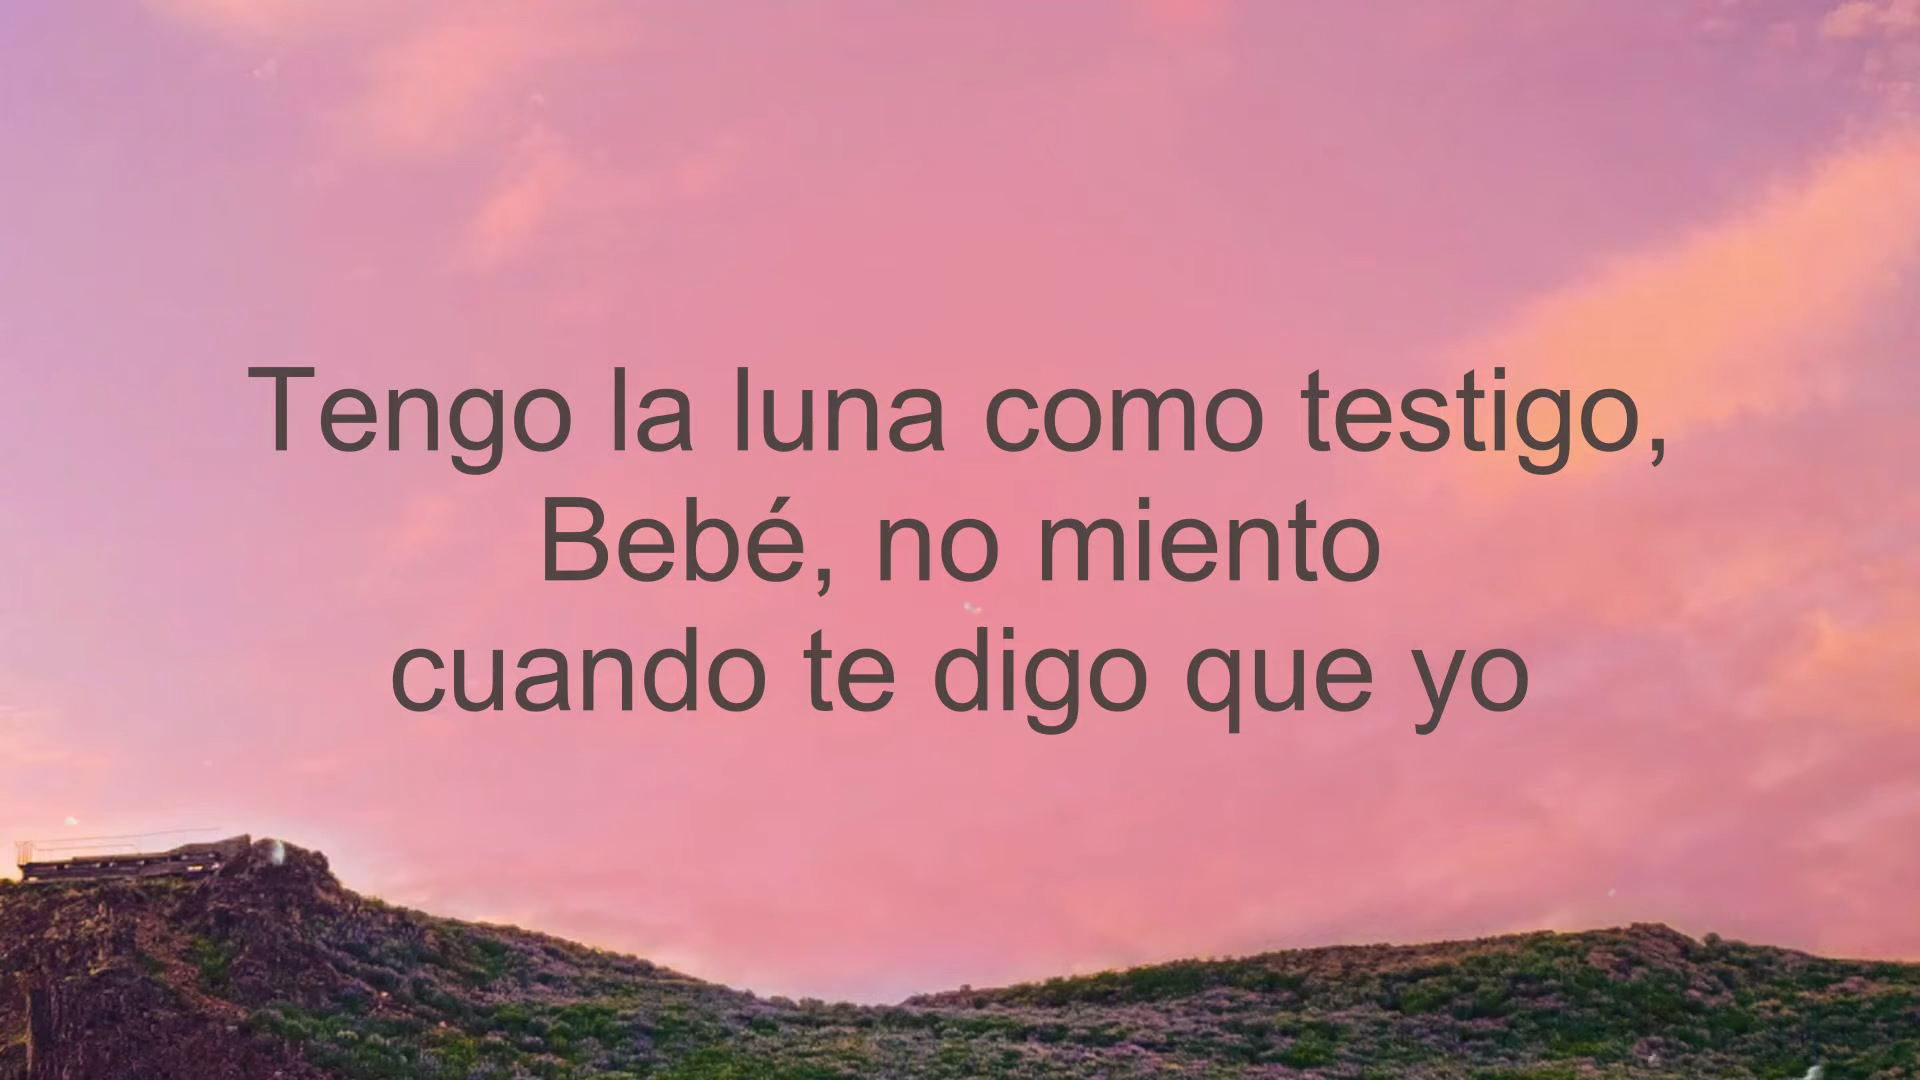 Tengo la luna como testigo,
Bebé, no miento
cuando te digo que yo